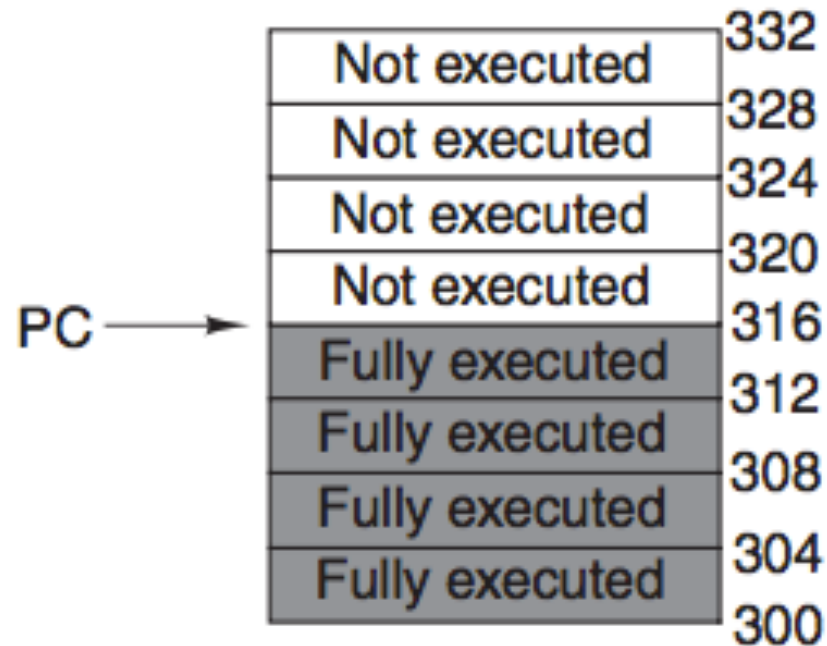 332
Not executed
328
Not executed
324
Not executed
320
Not executed
PC
316
Fully executed
312
Fully executed
308
Fully executed
304
Fully executed
300